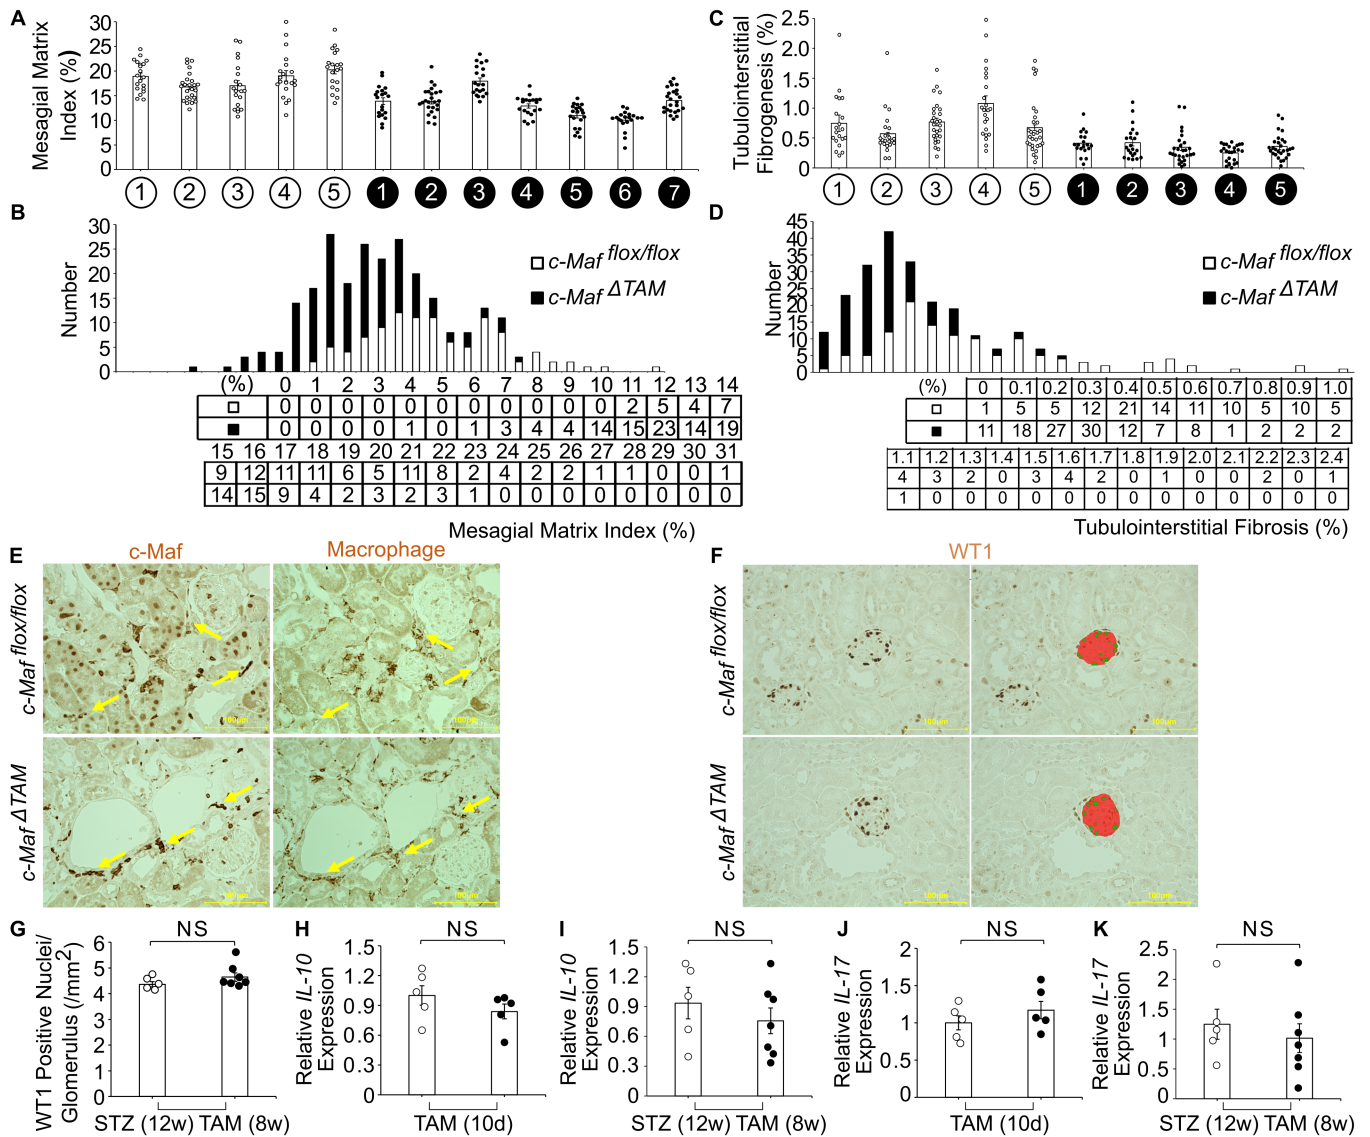 A
Mesagial Matrix
Index (%)
30
25
20
15
10
5
0
1 2 3 4 5 1 2 3 4 5 6 7
C
Tubulointerstitial
Fibrogenesis (%)
2.5
2.0
1.5
1.0
0.5
0
1 2 3 4 5 1 2 3 4 5
B
Number
30
25
20
15
10
5
0
c-Maf flox/flox
c-Maf ΔTAM
(%) 0 1 2 3 4 5 6 7 8 9 10 11 12 13 14
0 0 0 0 0 0 0 0 0 0 0 2 5 4 7
0 0 0 0 1 0 1 3 4 4 14 15 23 14 19
15 16 17 18 19 20 21 22 23 24 25 26 27 28 29 30 31
9 12 11 11 6 5 11 8 2 4 2 2 1 1 0 0 1
14 15 9 4 2 3 2 3 1 0 0 0 0 0 0 0 0
Mesagial Matrix Index (%)
D
Number
45
40
35
30
25
20
15
10
5
0
c-Maf flox/flox
c-Maf ΔTAM
(%) 0 0.1 0.2 0.3 0.4 0.5 0.6 0.7 0.8 0.9 1.0
1 5 5 12 21 14 11 10 5 10 5
11 18 27 30 12 7 8 1 2 2 2
1.1 1.2 1.3 1.4 1.5 1.6 1.7 1.8 1.9 2.0 2.1 2.2 2.3 2.4
4 3 2 0 3 4 2 0 1 0 0 2 0 1
1 0 0 0 0 0 0 0 0 0 0 0 0 0
Tubulointerstitial Fibrosis (%)
E
c-Maf
Macrophage
c-Maf flox/flox
100μm
100μm
c-Maf ΔTAM
100μm
100μm
F
WT1
c-Maf flox/flox
100μm
100μm
c-Maf ΔTAM
100μm
100μm
G
WT1 Positive Nuclei/
Glomerulus (/mm2)
NS
6
5
4
3
2
1
0
STZ (12w) TAM (8w)
H
Relative IL-10
Expression
NS
1.5
1.2
0.9
0.6
0.3
0
TAM (10d)
I
Relative IL-10
Expression
NS
1.5
1.2
0.9
0.6
0.3
0
STZ (12w) TAM (8w)
J
Relative IL-17
Expression
NS
2
1.5
1
0.5
0
TAM (10d)
K
Relative IL-17
Expression
NS
2.5
2
1.5
1
0.5
0
STZ (12w) TAM (8w)